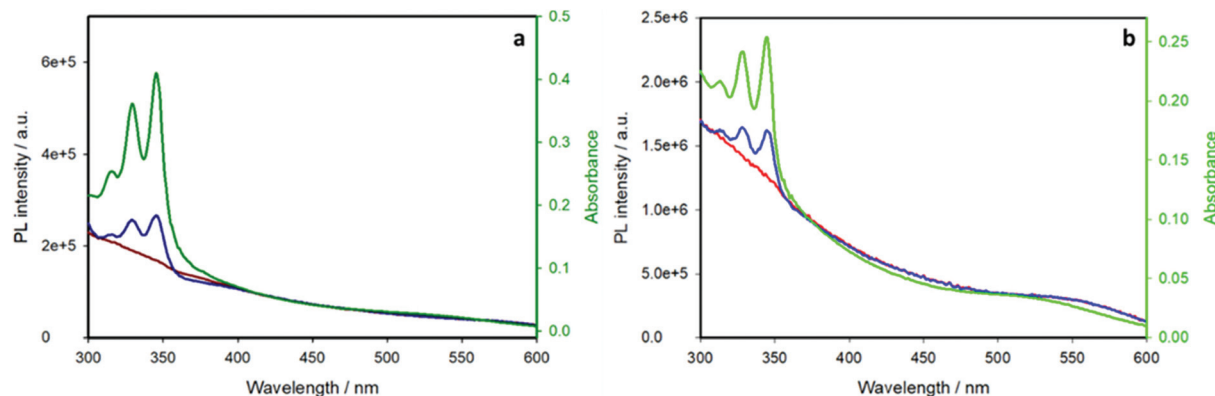 a
PL intensity / a.u.
6e+5
4e+5
2e+5
0
0.5
0.4
0.3
0.2
0.1
0.0
Absorbance
300 350 400 450 500 550 600
Wavelength / nm
b
PL intensity / a.u.
2.5e+6
2.0e+6
1.5e+6
1.0e+6
5.0e+5
0.0
0.25
0.20
0.15
0.10
0.05
0.00
Absorbance
300 350 400 450 500 550 600
Wavelength / nm